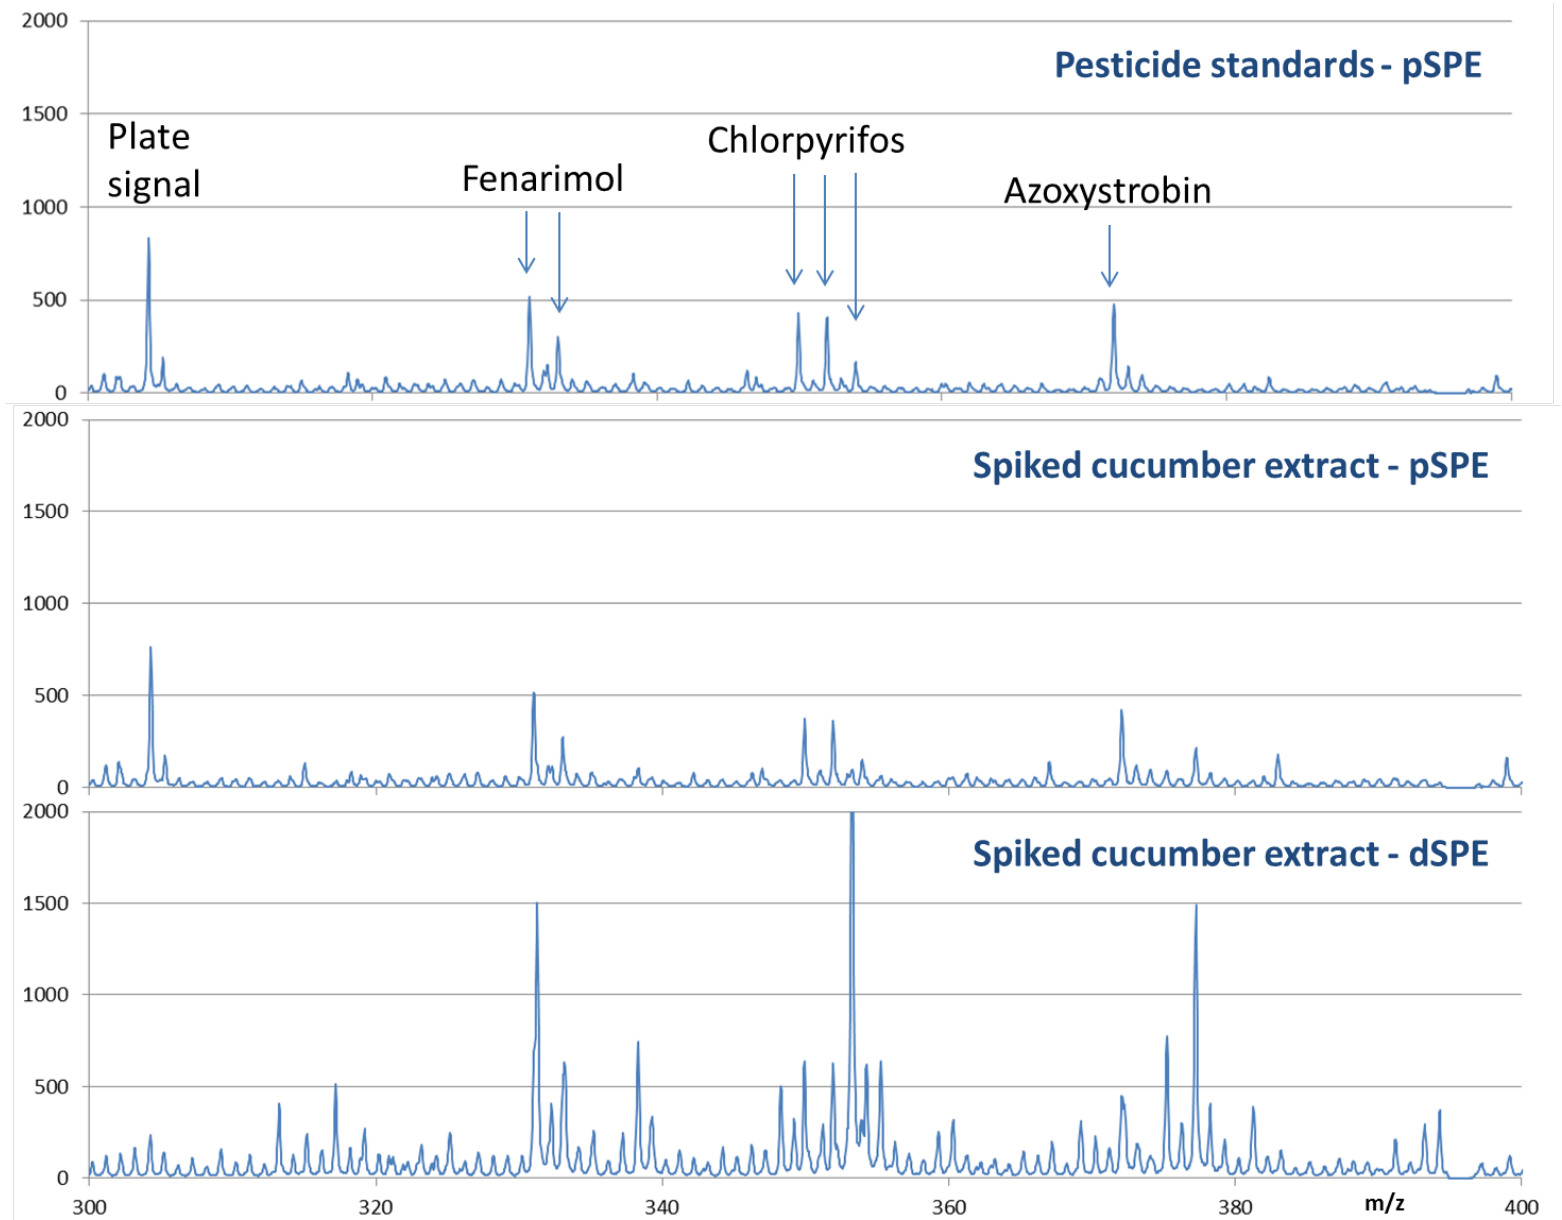 2000
Pesticide standards - pSPE
1500
Plate
signal
Chlorpyrifos
Fenarimol
Azoxystrobin
1000
500
0
2000
Spiked cucumber extract - pSPE
1500
1000
500
0
2000
Spiked cucumber extract - dSPE
1500
1000
500
0
300 320 340 360 380 m/z 400